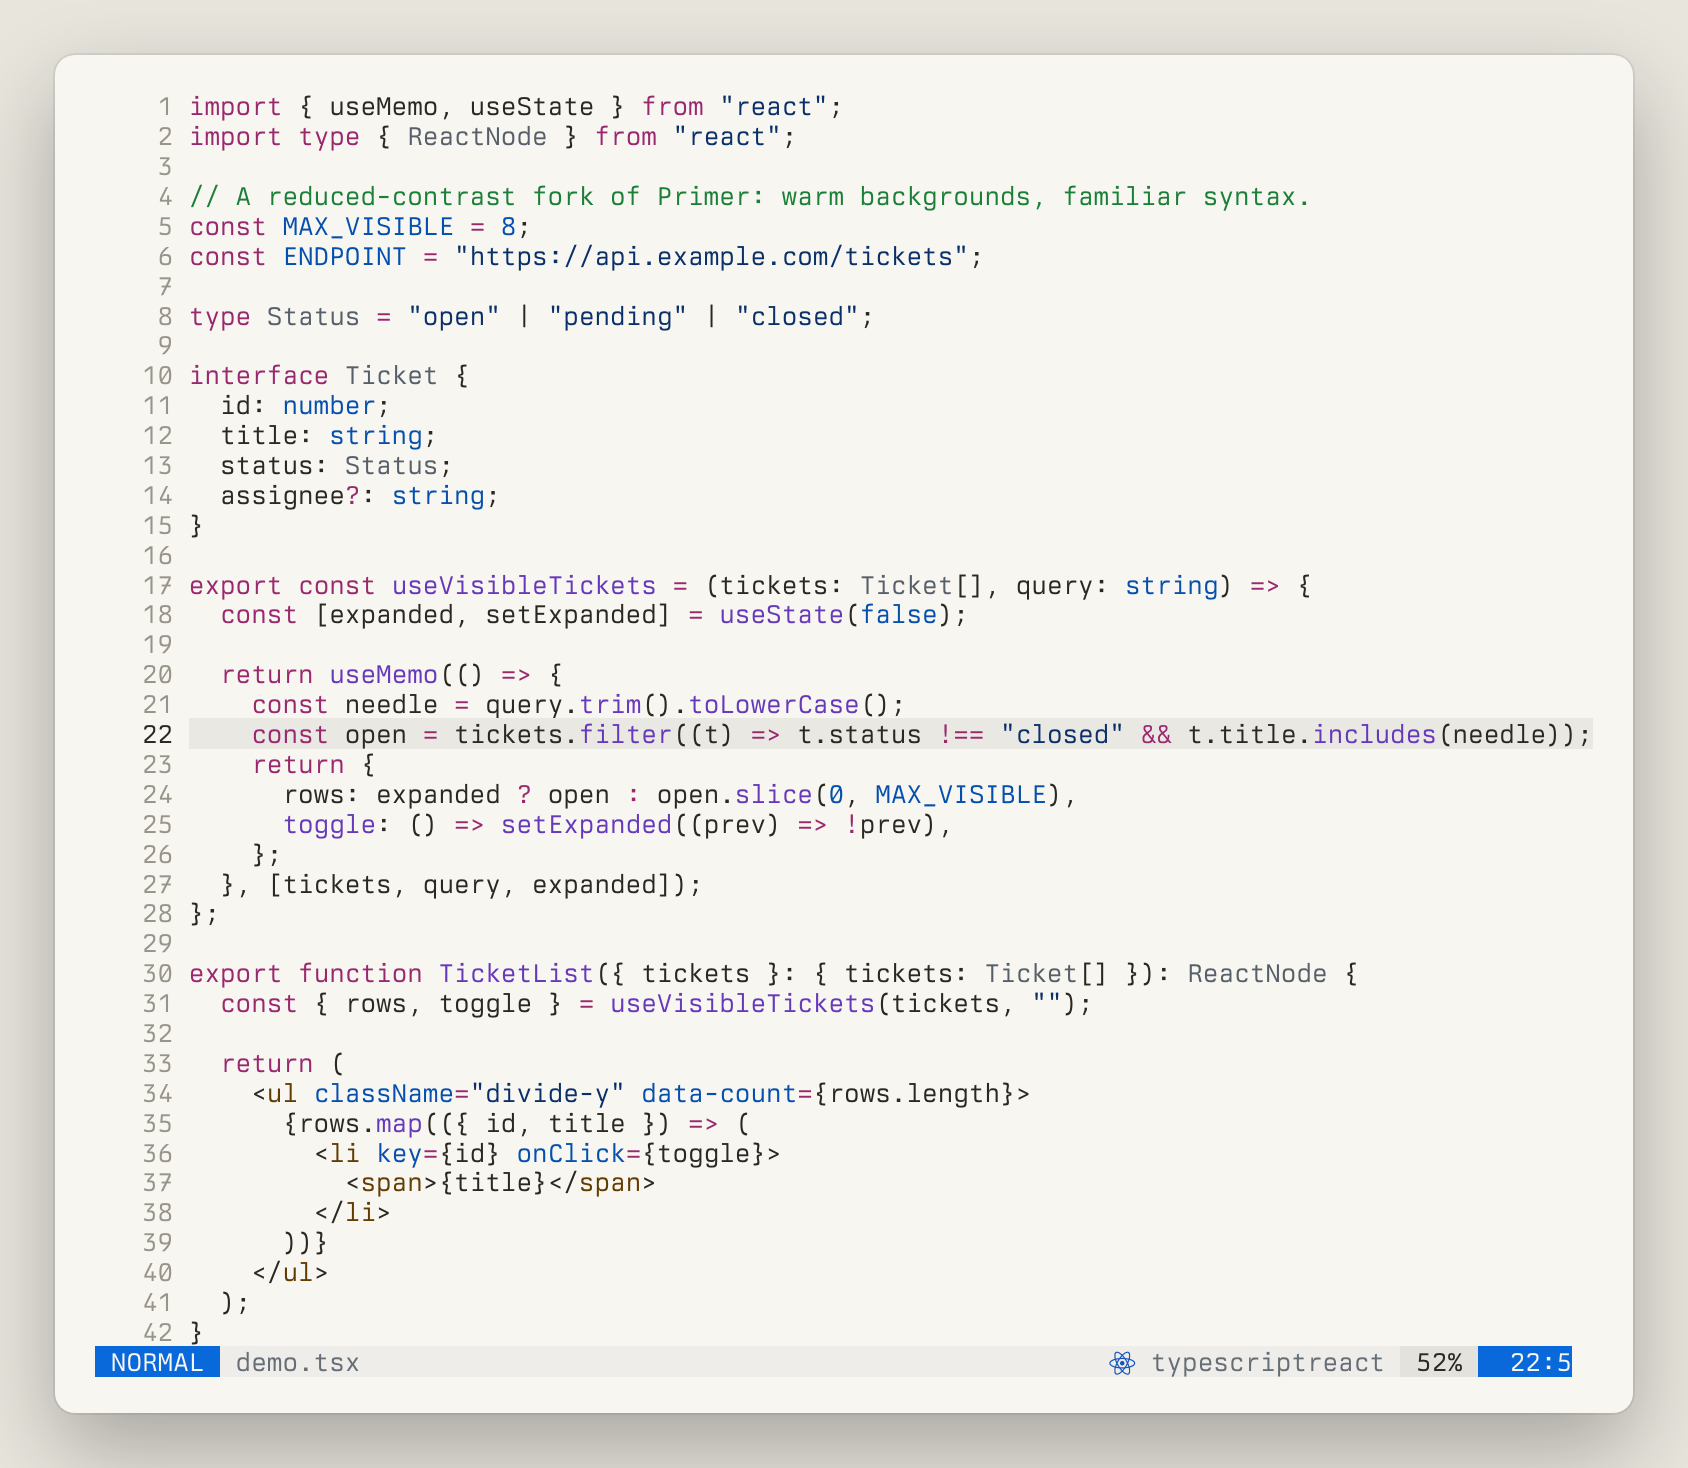 1 import { useMemo, useState } from "react";
2 import type { ReactNode } from "react";
3
4 // A reduced-contrast fork of Primer: warm backgrounds, familiar syntax.
5 const MAX_VISIBLE = 8;
6 const ENDPOINT = "https://api.example.com/tickets";
7
8 type Status = "open" | "pending" | "closed";
9
10 interface Ticket {
11   id: number;
12   title: string;
13   status: Status;
14   assignee?: string;
15 }
16
17 export const useVisibleTickets = (tickets: Ticket[], query: string) => {
18   const [expanded, setExpanded] = useState(false);
19
20   return useMemo(() => {
21     const needle = query.trim().toLowerCase();
22     const open = tickets.filter((t) => t.status !== "closed" && t.title.includes(needle));
23     return {
24       rows: expanded ? open : open.slice(0, MAX_VISIBLE),
25       toggle: () => setExpanded((prev) => !prev),
26     };
27   }, [tickets, query, expanded]);
28 };
29
30 export function TicketList({ tickets }: { tickets: Ticket[] }): ReactNode {
31   const { rows, toggle } = useVisibleTickets(tickets, "");
32
33   return (
34     <ul className="divide-y" data-count={rows.length}>
35       {rows.map(({ id, title }) => (
36         <li key={id} onClick={toggle}>
37           <span>{title}</span>
38         </li>
39       ))}
40     </ul>
41   );
42 }
NORMAL demo.tsx typescriptreact 52% 22:5